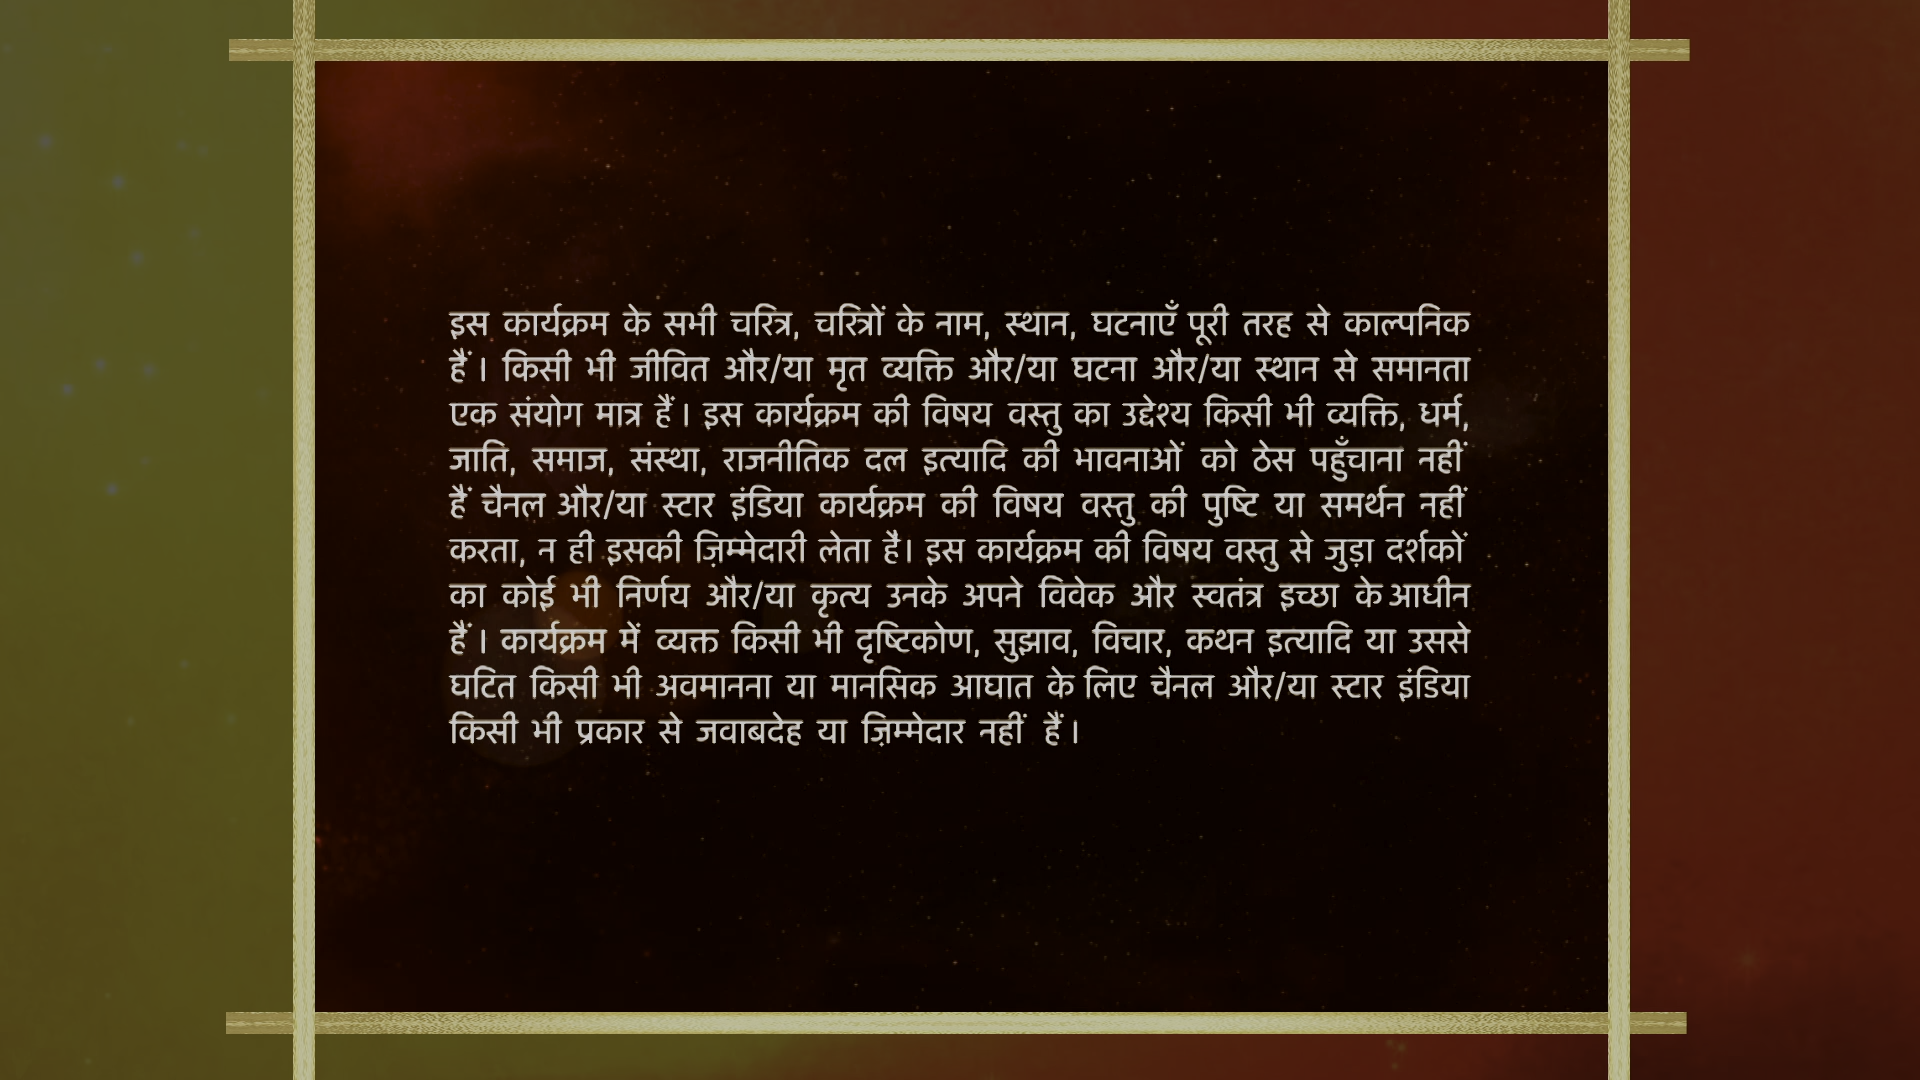 इस कार्यक्रम के सभी चरित्र, चरित्रों के नाम, स्थान, घटनाएँ पूरी तरह से काल्पनिक
हैं । किसी भी जीवित और/या मृत व्यक्ति और/या घटना और/या स्थान से समानता
एक संयोग मात्र हैं । इस कार्यक्रम की विषय वस्तु का उद्देश्य किसी भी व्यक्ति, धर्म,
जाति, समाज, संस्था, राजनीतिक दल इत्यादि की भावनाओं को ठेस पहुँचाना नहीं
हैं चैनल और/या स्टार इंडिया कार्यक्रम की विषय वस्तु की पुष्टि या समर्थन नहीं
करता, न ही इसकी ज़िम्मेदारी लेता है। इस कार्यक्रम की विषय वस्तु से जुड़ा दर्शकों
का कोई भी निर्णय और/या कृत्य उनके अपने विवेक और स्वतंत्र इच्छा के आधीन
हैं । कार्यक्रम में व्यक्त किसी भी दृष्टिकोण, सुझाव, विचार, कथन इत्यादि या उससे
घटित किसी भी अवमानना या मानसिक आघात के लिए चैनल और/या स्टार इंडिया
किसी भी प्रकार से जवाबदेह या ज़िम्मेदार नहीं हैं ।